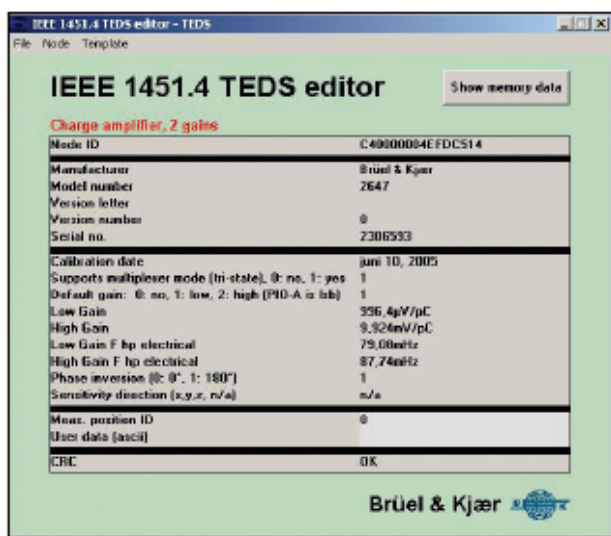 IEEE 1451.4 TEDS editor - TEDS
File Node Template
IEEE 1451.4 TEDS editor
Show memory data
Charge amplifier, 2 gains
Node ID C40000004EFDC514
Manufacturer Brüel & Kjær
Model number 2647
Version letter
Version number 0
Serial no. 2306593
Calibration date juni 10, 2005
Supports multiplexer mode (tri-state), 0: no, 1: yes 1
Default gain: 0: no, 1: low, 2: high (PIO-A is lsb) 1
Low Gain 996,4µV/pC
High Gain 9,924mV/pC
Low Gain F hp electrical 79,08mHz
High Gain F hp electrical 87,74mHz
Phase inversion (0: 0°, 1: 180°) 1
Sensitivity direction (x,y,z, n/a) n/a
Meas. position ID 0
User data (ascii)
CRC OK
Brüel & Kjær